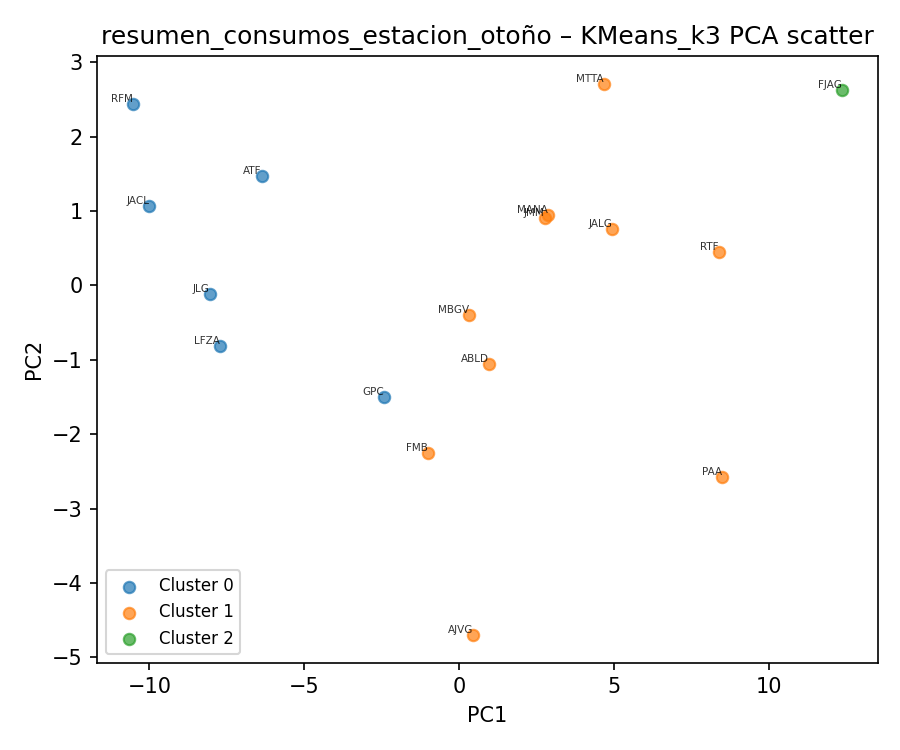 resumen_consumos_estacion_otoño – KMeans_k3 PCA scatter
3
2
1
0
−1
−2
−3
−4
−5
PC2
RFM
ATF
JACL
JLG
LFZA
GPC
MTTA
FJAG
MANA
JALG
RTF
MBGV
ABLD
FMB
PAA
AJVG
Cluster 0
Cluster 1
Cluster 2
−10
−5
0
5
10
PC1